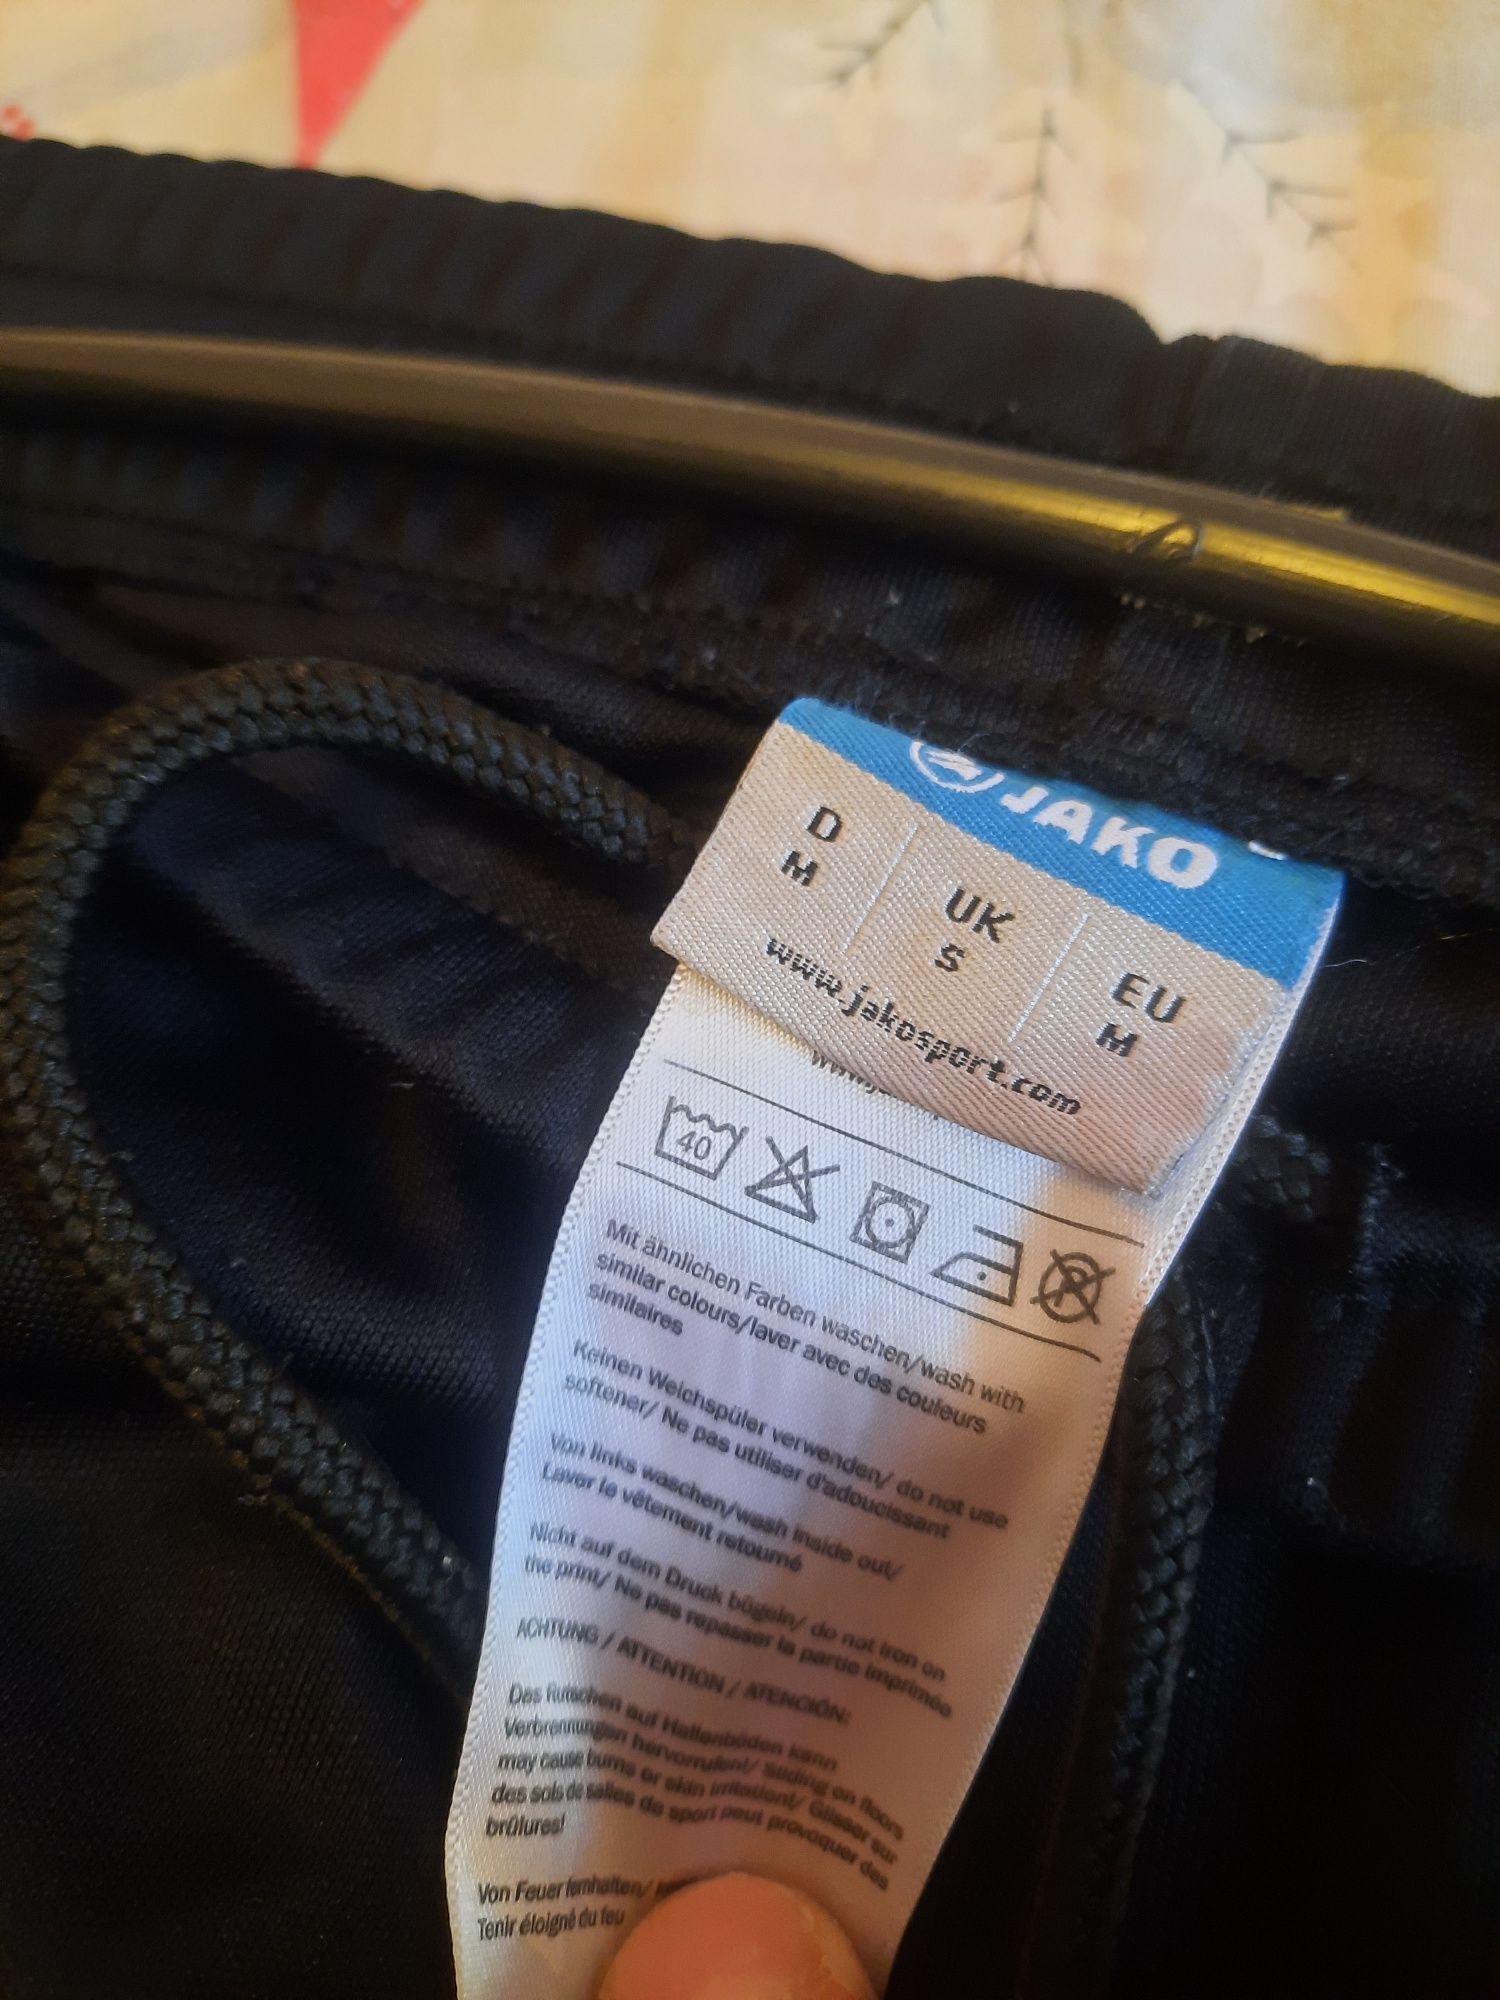 JAKO
D
M
UK
S
EU
M
www.jakosport.com
40
P
Mit ähnlichen Farben waschen/wash with
similar colours/laver avec des couleurs
similaires
Keinen Weichspüler verwenden/ do not use
softener/ Ne pas utiliser d'adoucissant
Von links waschen/wash inside out/
Laver le vêtement retourné
Nicht auf dem Druck bügeln/ do not iron on
the print/ Ne pas repasser la partie imprimée
ACHTUNG / ATTENTION / ATENCIÓN:
Das Rutschen auf Hallenböden kann
Verbrennungen hervorrufen/ Sliding on floors
may cause burns or skin irritation!/ Glisser sur
des sols de salles de sport peut provoquer des
brûlures!
Von Feuer fernhalten/
Tenir éloigné du feu